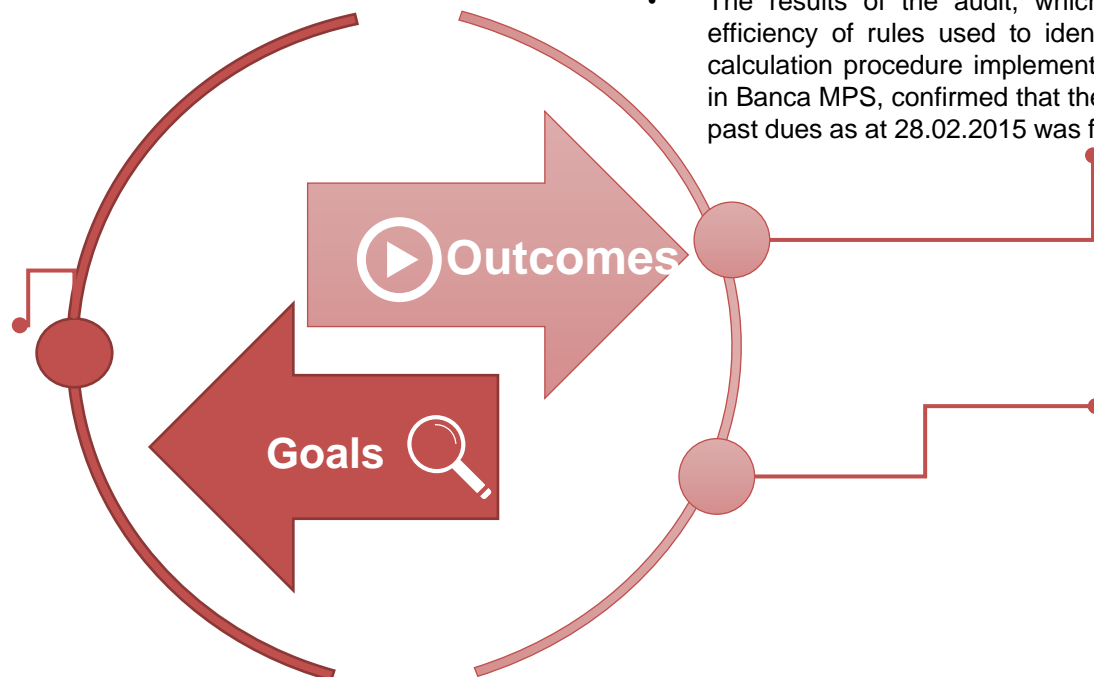 • The results of the audit, which
efficiency of rules used to iden
calculation procedure implement
in Banca MPS, confirmed that the
past dues as at 28.02.2015 was f
Outcomes
Goals